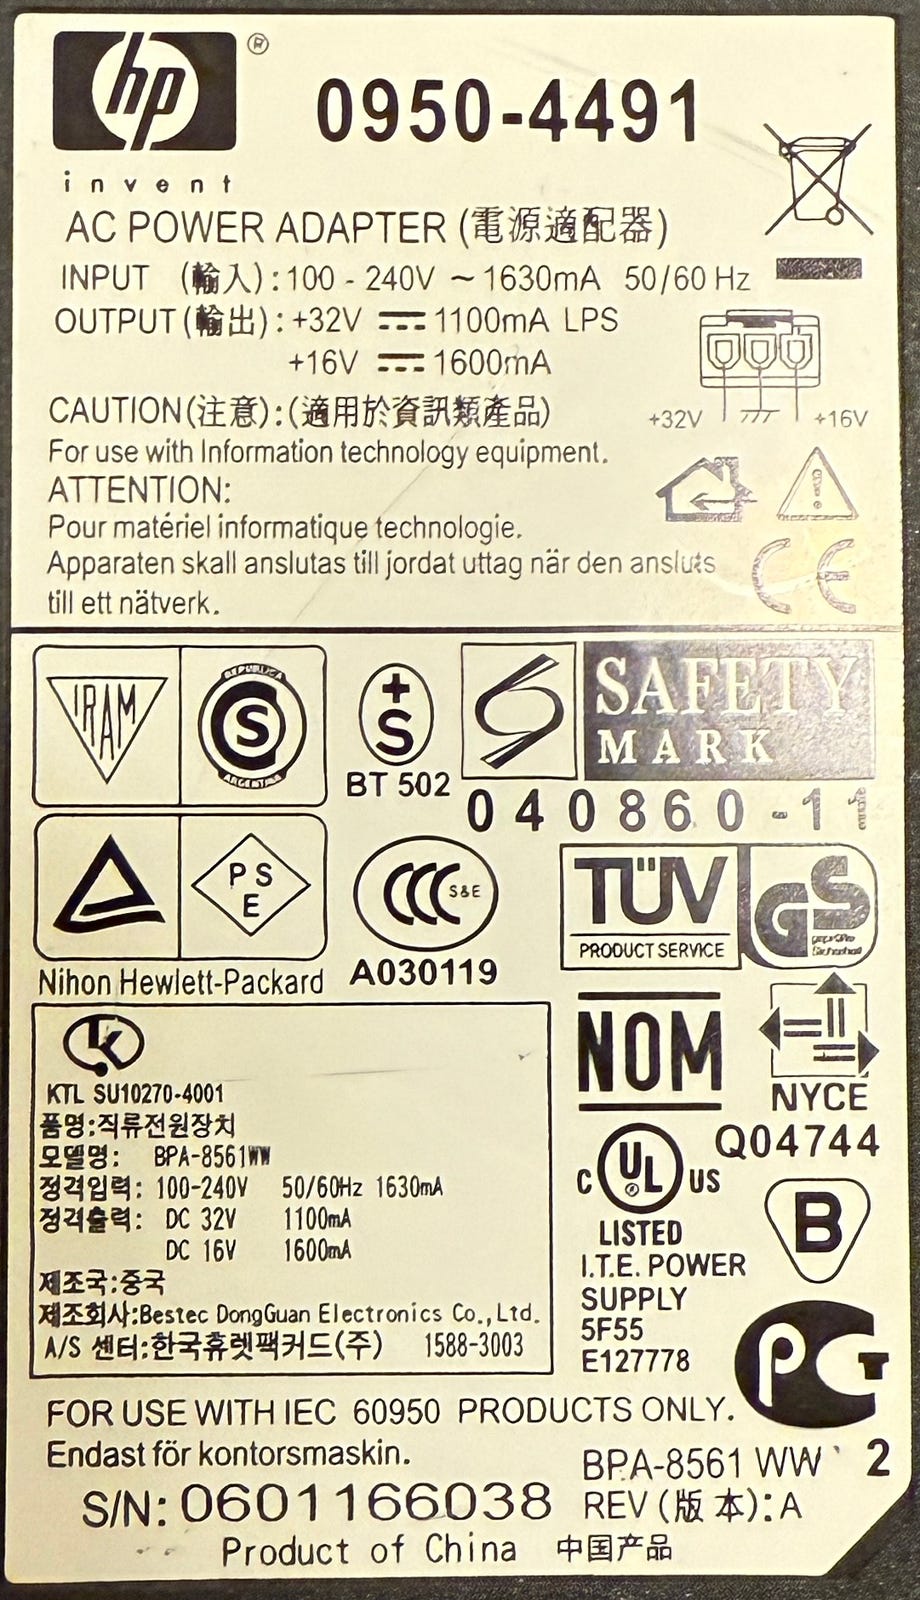 hp ®
0950-4491
invent
AC POWER ADAPTER (電源適配器)
INPUT (輸入): 100 - 240V ~ 1630mA 50/60 Hz
OUTPUT (輸出): +32V ⎓ 1100mA LPS
+16V ⎓ 1600mA
+32V +16V
CAUTION(注意): (適用於資訊類產品)
For use with Information technology equipment.
ATTENTION:
Pour matériel informatique technologie.
Apparaten skall anslutas till jordat uttag när den ansluts
till ett nätverk.
CE
IRAM
REPUBLICA
S
ARGENTINA
+S
BT 502
SAFETY
MARK
040860-11
PSE
Nihon Hewlett-Packard
CCC S&E
A030119
TÜV
PRODUCT SERVICE
GS
geprüfte
Sicherheit
KTL SU10270-4001
품명:직류전원장치
모델명: BPA-8561WW
정격입력: 100-240V 50/60Hz 1630mA
정격출력: DC 32V 1100mA
DC 16V 1600mA
제조국:중국
제조회사:Bestec DongGuan Electronics Co.,Ltd.
A/S 센터:한국휴렛팩커드(주) 1588-3003
NOM
NYCE
Q04744
C UL US
LISTED
I.T.E. POWER
SUPPLY
5F55
E127778
B
PCT
FOR USE WITH IEC 60950 PRODUCTS ONLY.
Endast för kontorsmaskin.
BPA-8561 WW 2
S/N: 0601166038 REV (版本): A
Product of China 中国产品